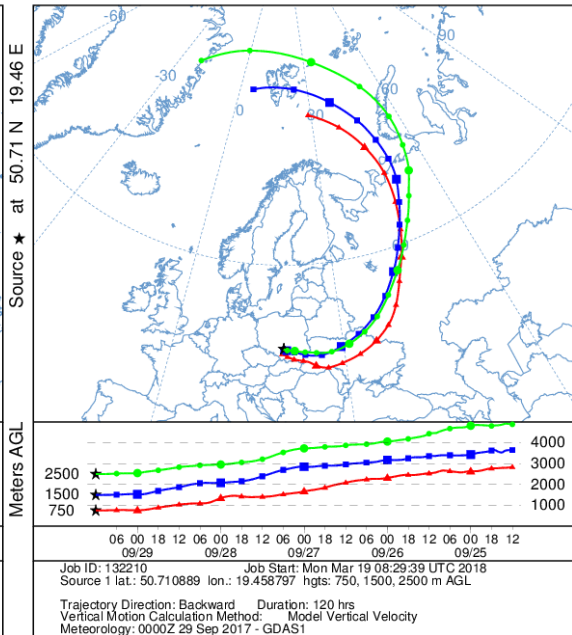 Source ★ at 50.71 N 19.46 E
-60
-30
0
90
Meters AGL
2500
1500
750
4000
3000
2000
1000
06 00 18 12 06 00 18 12 06 00 18 12 06 00 18 12 06 00 18 12
09/29 09/28 09/27 09/26 09/25
Job ID: 132210 Job Start: Mon Mar 19 08:29:39 UTC 2018
Source 1 lat.: 50.710889 lon.: 19.458797 hgts: 750, 1500, 2500 m AGL
Trajectory Direction: Backward Duration: 120 hrs
Vertical Motion Calculation Method: Model Vertical Velocity
Meteorology: 0000Z 29 Sep 2017 - GDAS1